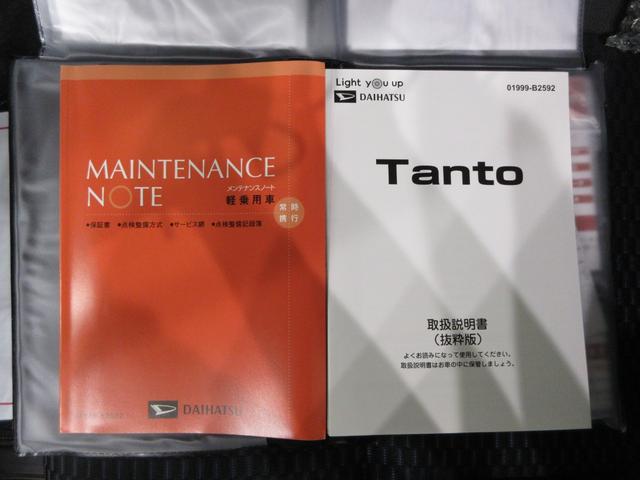 MAINTENANCE
NOTE
メンテナンスノート
軽乗用車
常時
携行
●保証書 ●点検整備方式 ●サービス網 ●点検整備記録簿
DAIHATSU
Light you up
DAIHATSU
01999-B2592
Tanto
取扱説明書
（抜粋版）
よくお読みになって使用してください。
取扱説明書はお車の中に保管しましょう。